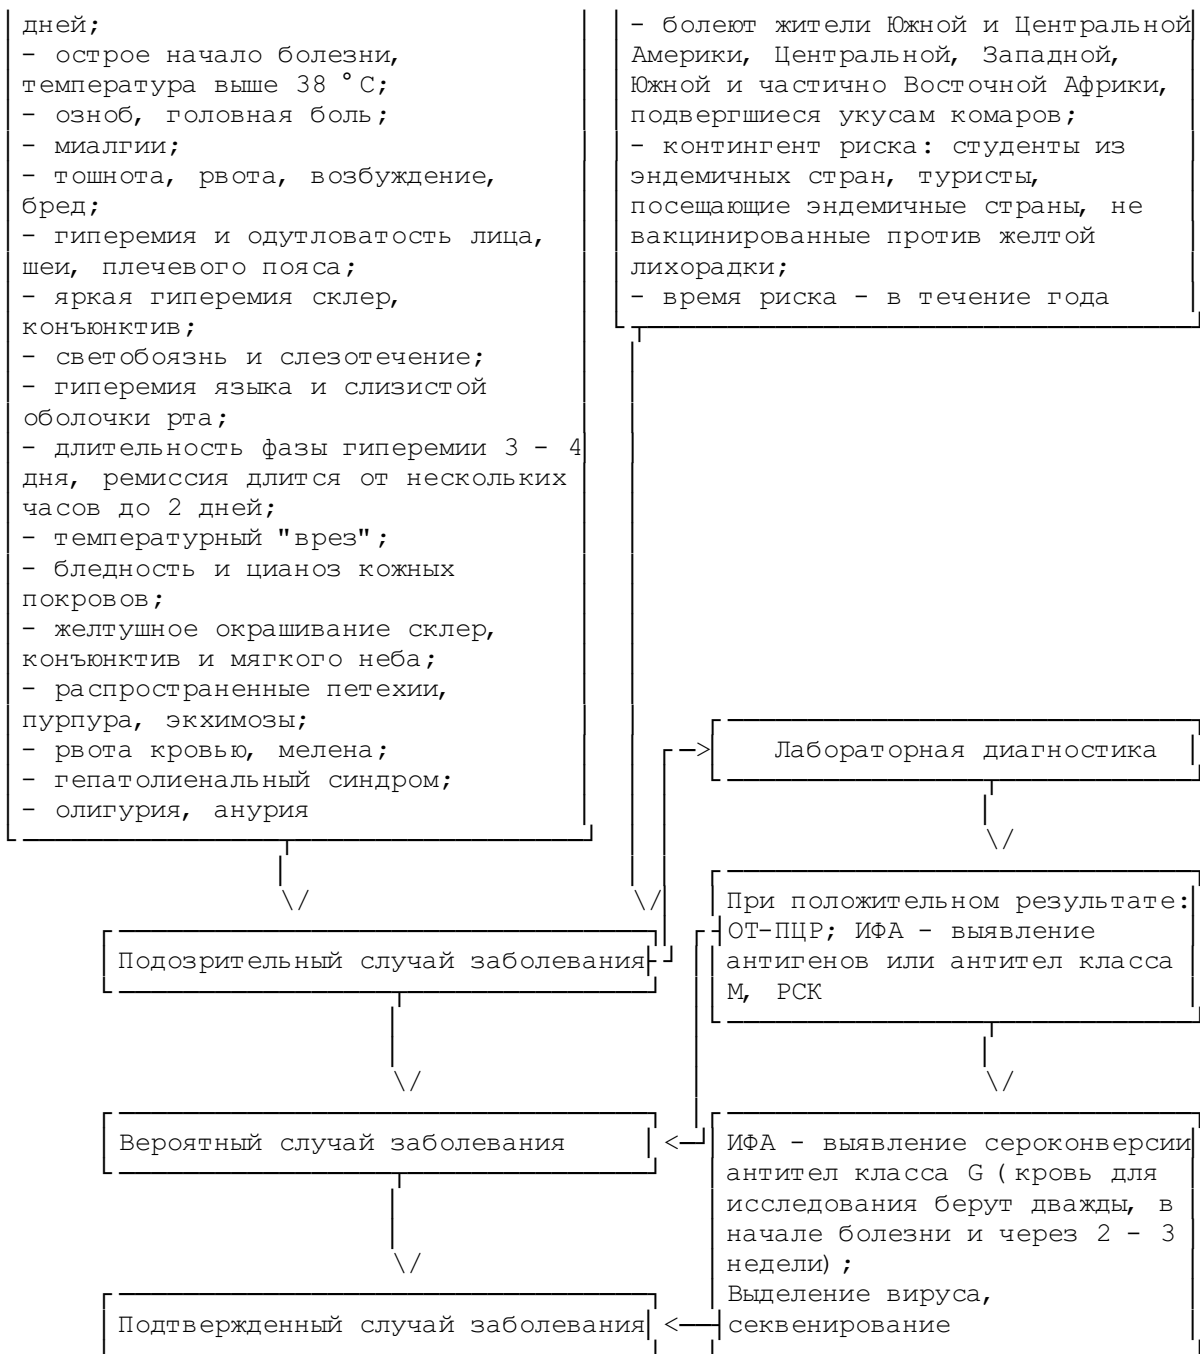 дней;
- острое начало болезни,
температура выше 38 °С;
- озноб, головная боль;
- миалгии;
- тошнота, рвота, возбуждение,
бред;
- гиперемия и одутловатость лица,
шеи, плечевого пояса;
- яркая гиперемия склер,
конъюнктив;
- светобоязнь и слезотечение;
- гиперемия языка и слизистой
оболочки рта;
- длительность фазы гиперемии 3 - 4
дня, ремиссия длится от нескольких
часов до 2 дней;
- температурный "врез";
- бледность и цианоз кожных
покровов;
- желтушное окрашивание склер,
конъюнктив и мягкого неба;
- распространенные петехии,
пурпура, экхимозы;
- рвота кровью, мелена;
- гепатолиенальный синдром;
- олигурия, анурия
- болеют жители Южной и Центральной
Америки, Центральной, Западной,
Южной и частично Восточной Африки,
подвергшиеся укусам комаров;
- контингент риска: студенты из
эндемичных стран, туристы,
посещающие эндемичные страны, не
вакцинированные против желтой
лихорадки;
- время риска - в течение года
Лабораторная диагностика
При положительном результате:
ОТ-ПЦР; ИФА - выявление
антигенов или антител класса
М, РСК
Подозрительный случай заболевания
Вероятный случай заболевания
ИФА - выявление сероконверсии
антител класса G (кровь для
исследования берут дважды, в
начале болезни и через 2 - 3
недели);
Выделение вируса,
секвенирование
Подтвержденный случай заболевания